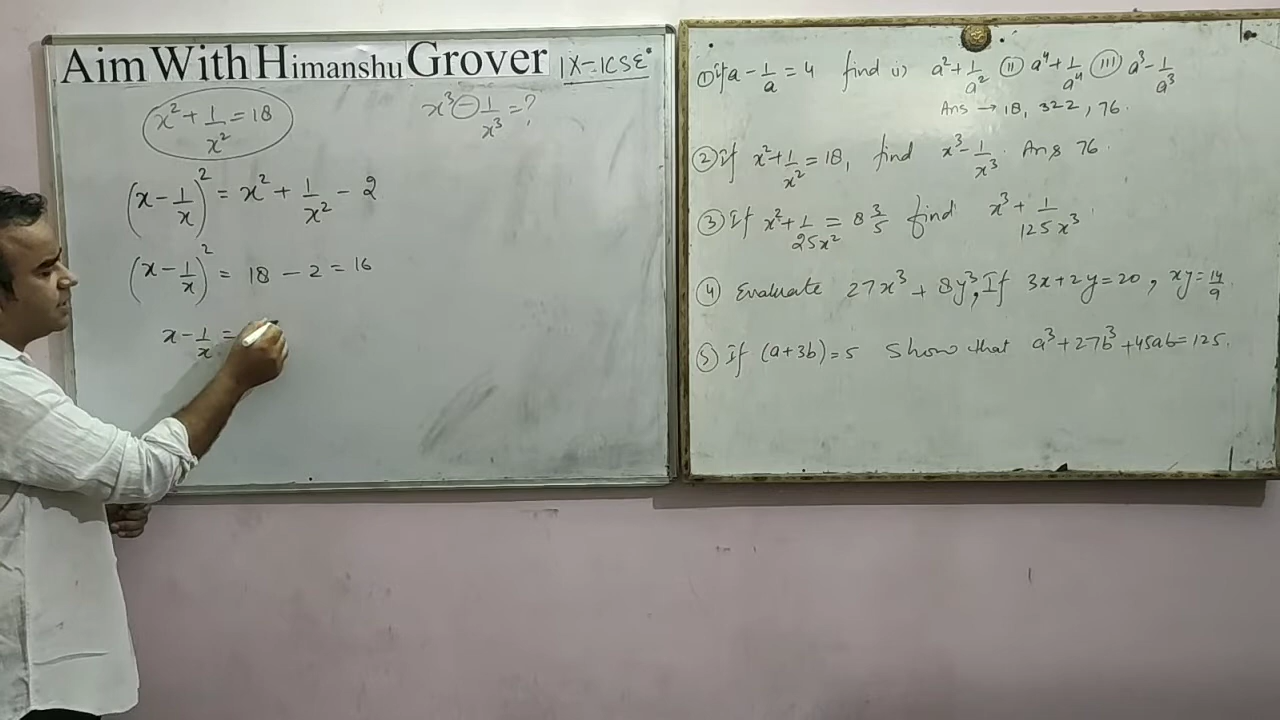 Aim With Himanshu Grover IX-ICSE
x² + 1/x² = 18
x³ - 1/x³ = ?
(x - 1/x)² = x² + 1/x² - 2
(x - 1/x)² = 18 - 2 = 16
x - 1/x =
① If a - 1/a = 4 find i) a² + 1/a² (ii) a⁴ + 1/a⁴ (iii) a³ - 1/a³
Ans → 18, 322, 76.
② If x² + 1/x² = 18, find x³ - 1/x³. Ans 76.
③ If x² + 1/25x² = 8 3/5 find x³ + 1/125x³.
④ Evaluate 27x³ + 8y³, If 3x + 2y = 20, xy = 14/9.
⑤ If (a + 3b) = 5 Show that a³ + 27b³ + 45ab = 125.